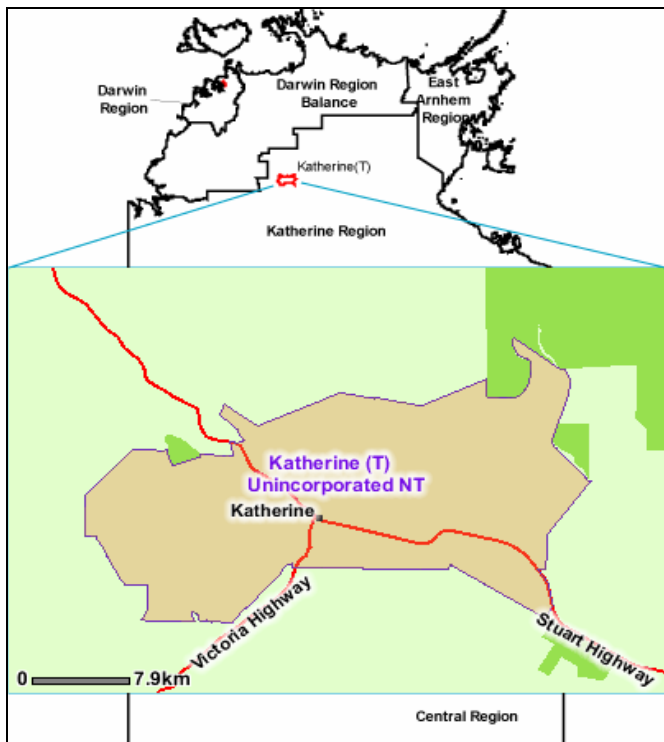 Darwin
Region
Darwin Region
Balance
East
Arnhem
Region
Katherine(T)
Katherine Region
Katherine (T)
Unincorporated NT
Katherine
Victoria Highway
Stuart Highway
0 7.9km
Central Region